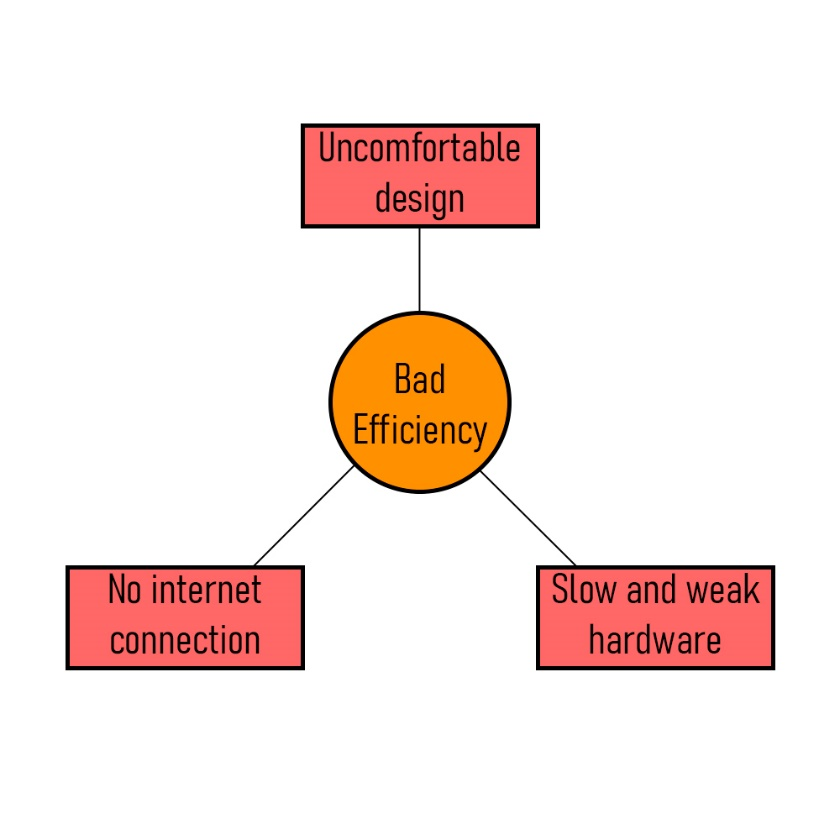 Uncomfortable
design
Bad
Efficiency
No internet
connection
Slow and weak
hardware